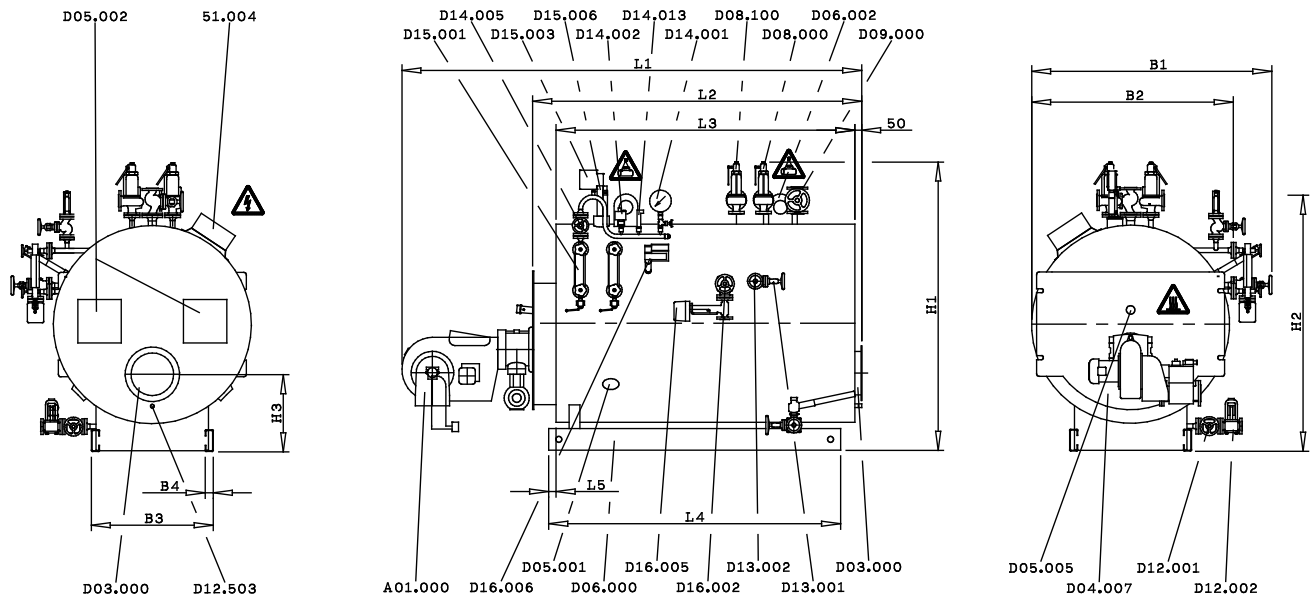 D05.002
51.004
D14.005
D15.006
D14.013
D08.100
D06.002
D15.001
D15.003
D14.002
D14.001
D08.000
D09.000
L1
L2
L3
50
B1
B2
H1
H2
H3
B4
B3
L5
L4
D03.000
D12.503
A01.000
D16.006
D05.001
D06.000
D16.005
D16.002
D13.002
D13.001
D03.000
D05.005
D04.007
D12.001
D12.002